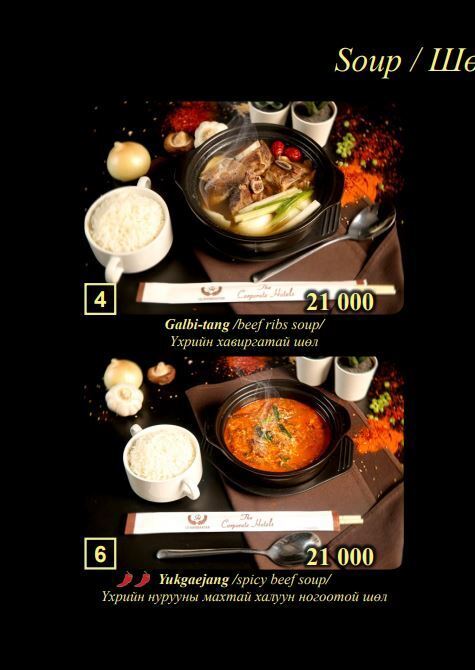 Soup / Шө
The
Corporate Hotels
4
21 000
Galbi-tang /beef ribs soup/
Үхрийн хавиргатай шөл
The
Corporate Hotels
6
21 000
Yukgaejang /spicy beef soup/
Үхрийн нурууны махтай халуун ногоотой шөл